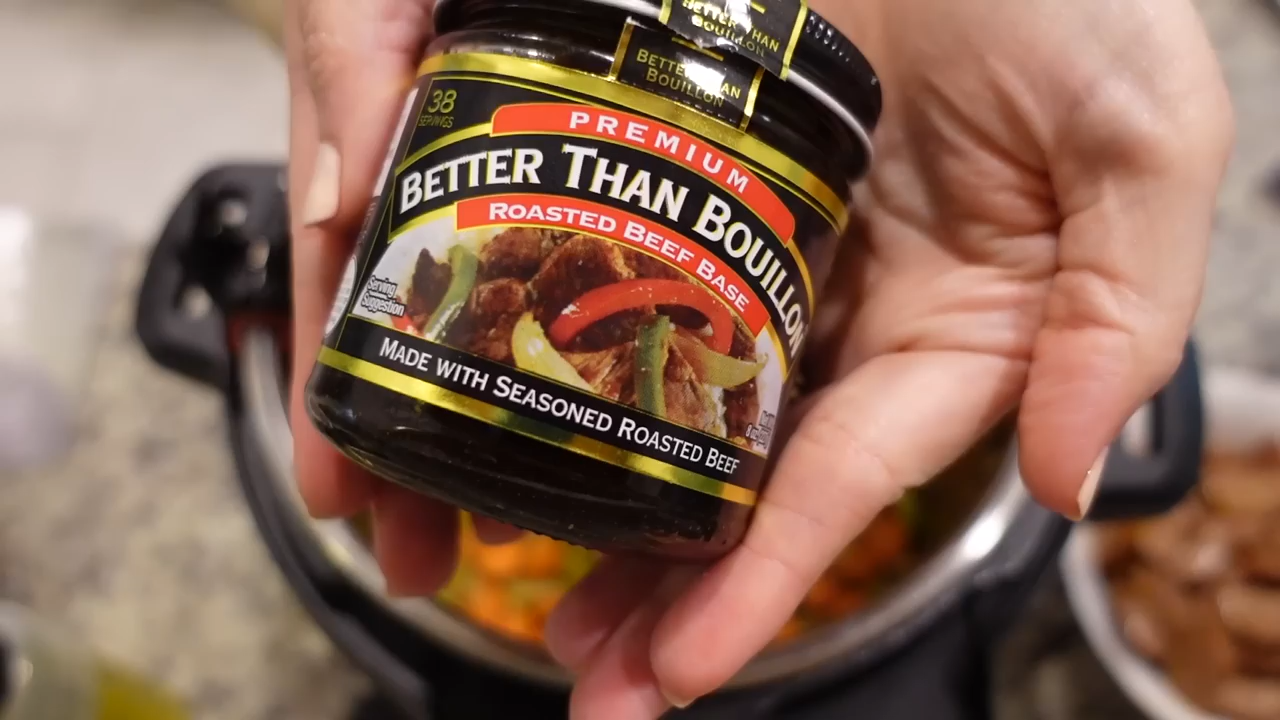 BETTER THAN
BOUILLON
BETTER THAN
BOUILLON
38
SERVINGS
PREMIUM
BETTER THAN BOUILLON
ROASTED BEEF BASE
Serving
Suggestion
MADE WITH SEASONED ROASTED BEEF